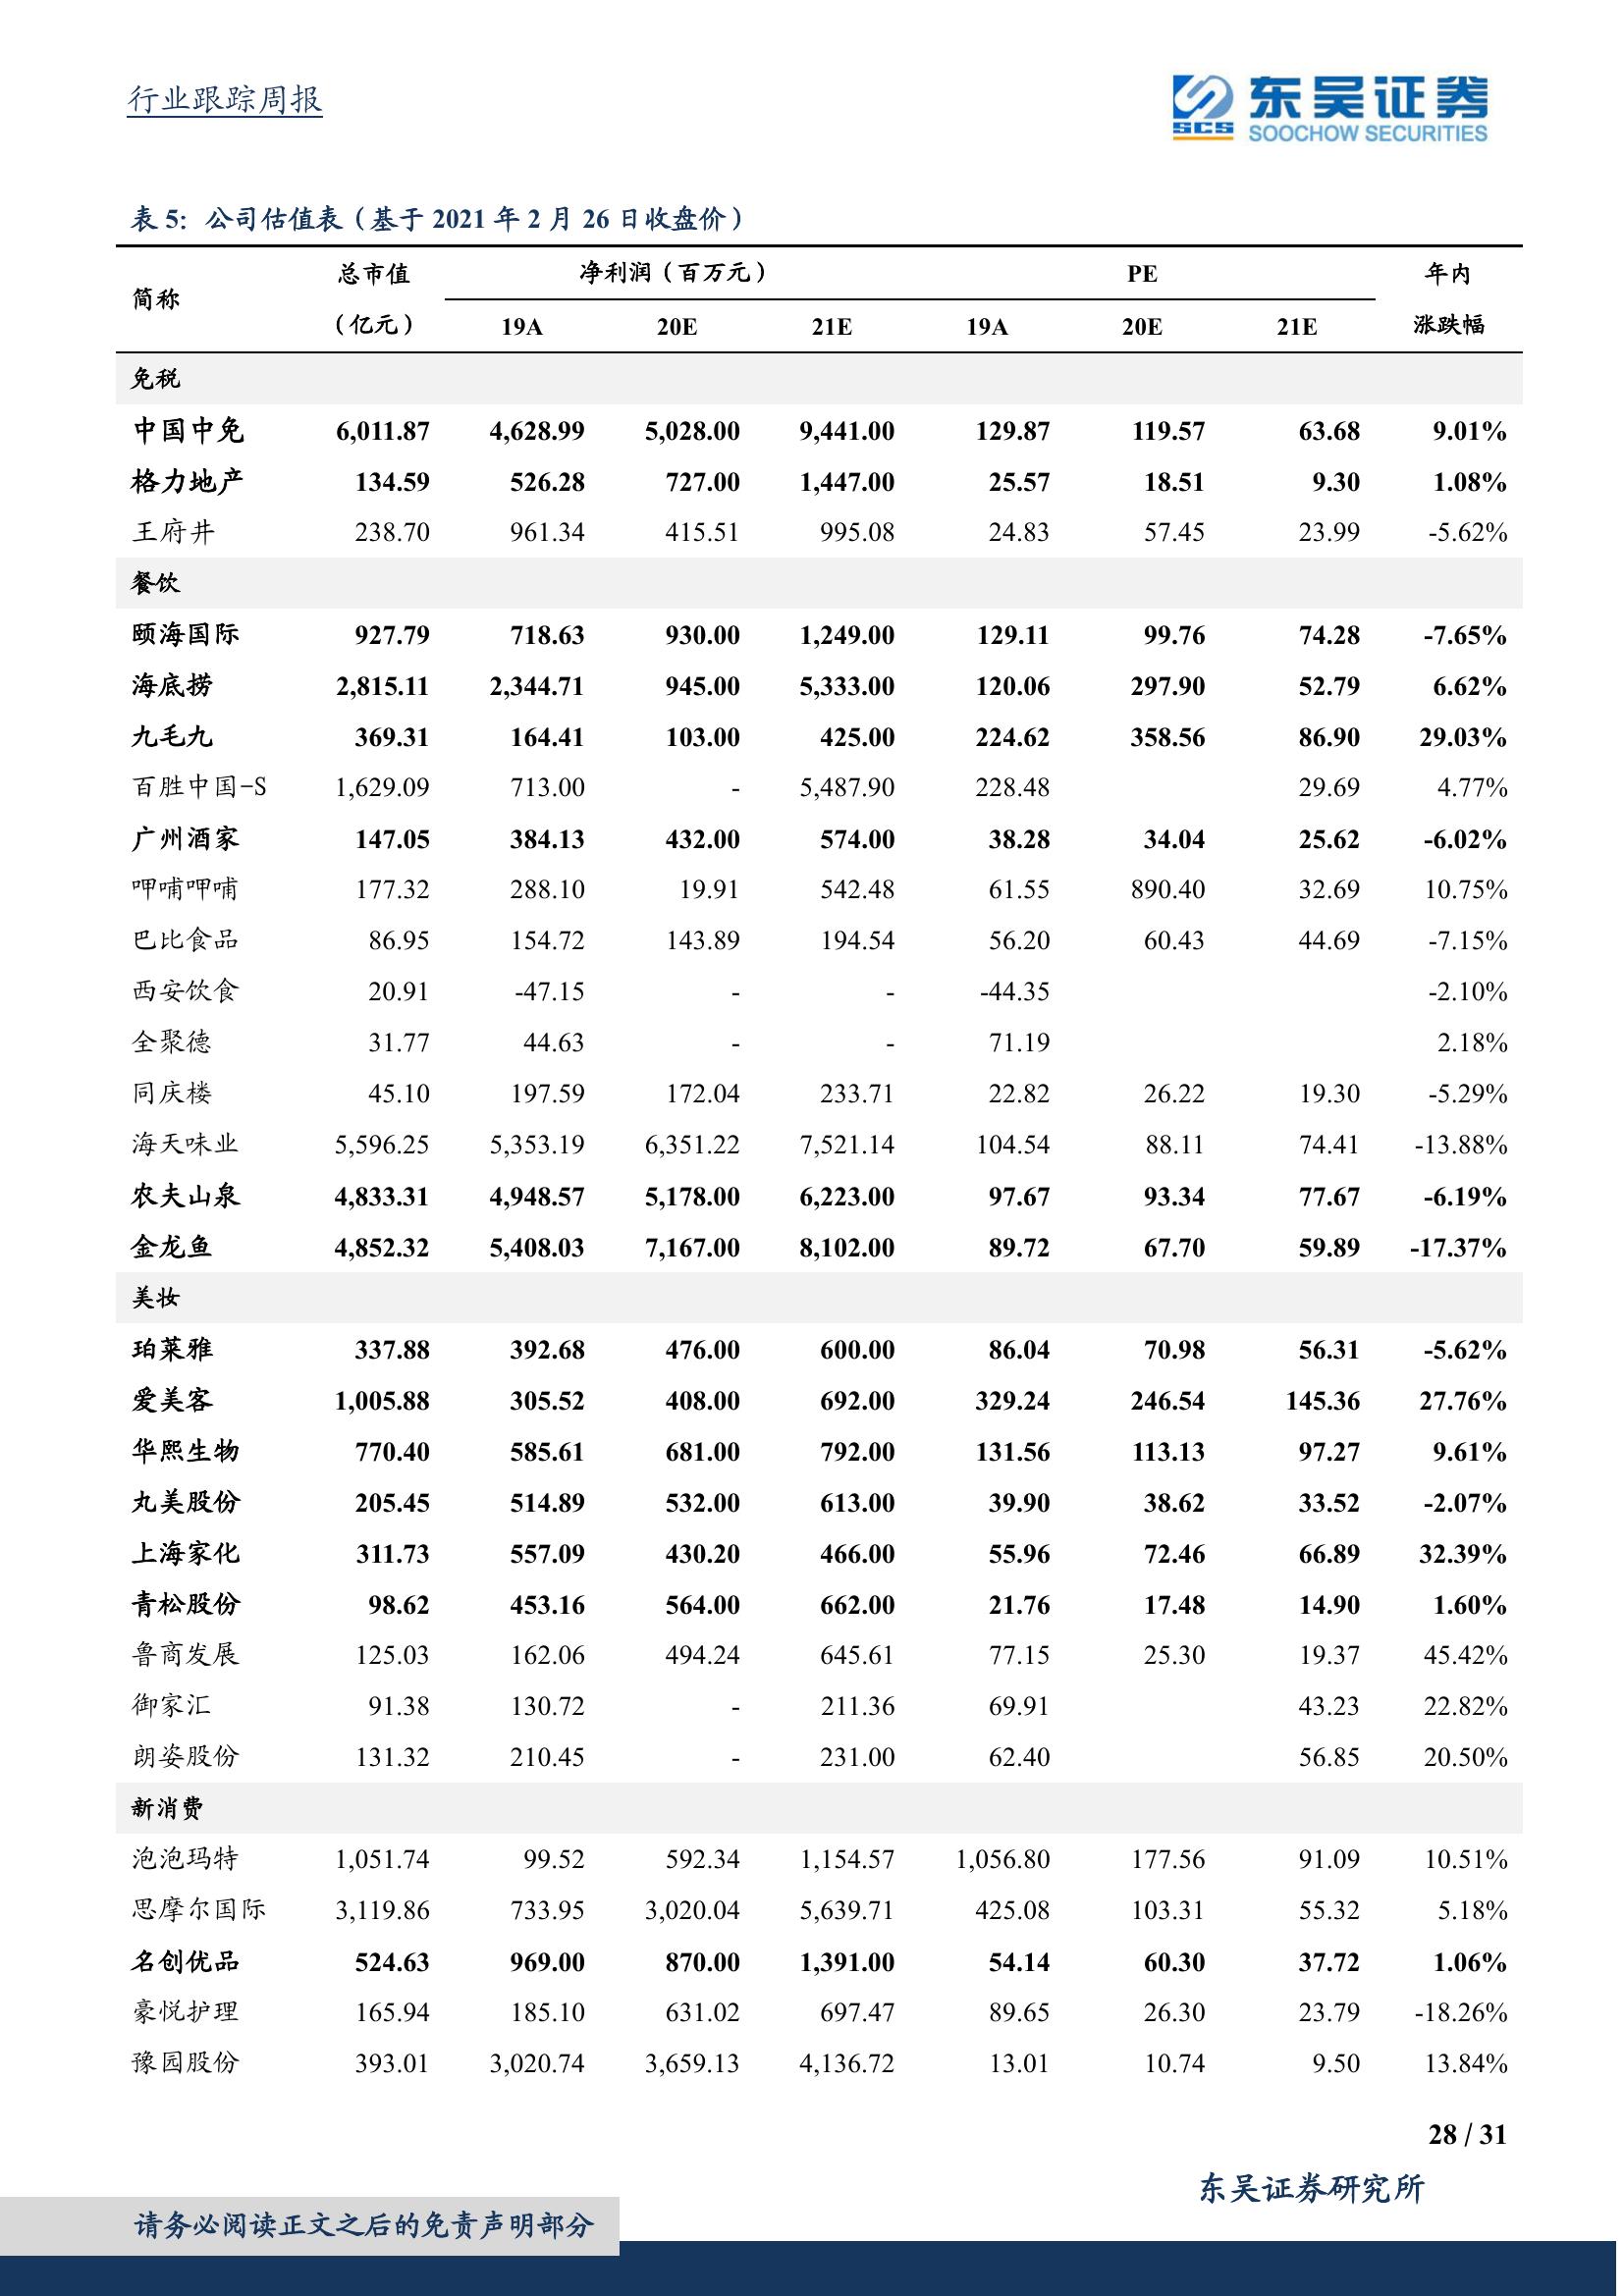 行业跟踪周报
SCS 东吴证券
SOOCHOW SECURITIES
表 5: 公司估值表（基于 2021 年 2 月 26 日收盘价）
简称 总市值（亿元） 净利润（百万元） PE 年内涨跌幅
19A 20E 21E 19A 20E 21E
免税
中国中免 6,011.87 4,628.99 5,028.00 9,441.00 129.87 119.57 63.68 9.01%
格力地产 134.59 526.28 727.00 1,447.00 25.57 18.51 9.30 1.08%
王府井 238.70 961.34 415.51 995.08 24.83 57.45 23.99 -5.62%
餐饮
颐海国际 927.79 718.63 930.00 1,249.00 129.11 99.76 74.28 -7.65%
海底捞 2,815.11 2,344.71 945.00 5,333.00 120.06 297.90 52.79 6.62%
九毛九 369.31 164.41 103.00 425.00 224.62 358.56 86.90 29.03%
百胜中国-S 1,629.09 713.00 - 5,487.90 228.48 29.69 4.77%
广州酒家 147.05 384.13 432.00 574.00 38.28 34.04 25.62 -6.02%
呷哺呷哺 177.32 288.10 19.91 542.48 61.55 890.40 32.69 10.75%
巴比食品 86.95 154.72 143.89 194.54 56.20 60.43 44.69 -7.15%
西安饮食 20.91 -47.15 - - -44.35 -2.10%
全聚德 31.77 44.63 - - 71.19 2.18%
同庆楼 45.10 197.59 172.04 233.71 22.82 26.22 19.30 -5.29%
海天味业 5,596.25 5,353.19 6,351.22 7,521.14 104.54 88.11 74.41 -13.88%
农夫山泉 4,833.31 4,948.57 5,178.00 6,223.00 97.67 93.34 77.67 -6.19%
金龙鱼 4,852.32 5,408.03 7,167.00 8,102.00 89.72 67.70 59.89 -17.37%
美妆
珀莱雅 337.88 392.68 476.00 600.00 86.04 70.98 56.31 -5.62%
爱美客 1,005.88 305.52 408.00 692.00 329.24 246.54 145.36 27.76%
华熙生物 770.40 585.61 681.00 792.00 131.56 113.13 97.27 9.61%
丸美股份 205.45 514.89 532.00 613.00 39.90 38.62 33.52 -2.07%
上海家化 311.73 557.09 430.20 466.00 55.96 72.46 66.89 32.39%
青松股份 98.62 453.16 564.00 662.00 21.76 17.48 14.90 1.60%
鲁商发展 125.03 162.06 494.24 645.61 77.15 25.30 19.37 45.42%
御家汇 91.38 130.72 - 211.36 69.91 43.23 22.82%
朗姿股份 131.32 210.45 - 231.00 62.40 56.85 20.50%
新消费
泡泡玛特 1,051.74 99.52 592.34 1,154.57 1,056.80 177.56 91.09 10.51%
思摩尔国际 3,119.86 733.95 3,020.04 5,639.71 425.08 103.31 55.32 5.18%
名创优品 524.63 969.00 870.00 1,391.00 54.14 60.30 37.72 1.06%
豪悦护理 165.94 185.10 631.02 697.47 89.65 26.30 23.79 -18.26%
豫园股份 393.01 3,020.74 3,659.13 4,136.72 13.01 10.74 9.50 13.84%
28 / 31
东吴证券研究所
请务必阅读正文之后的免责声明部分